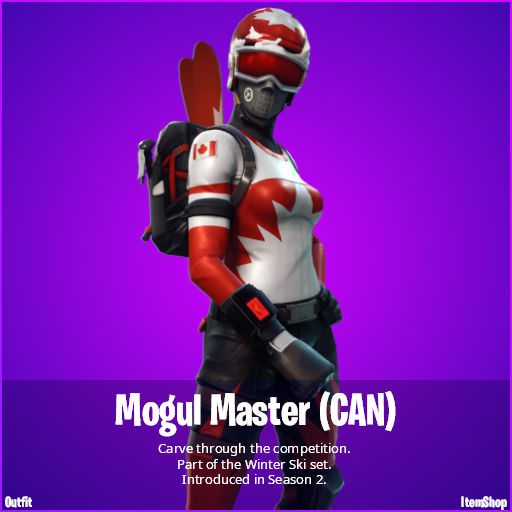 Mogul Master (CAN)
Carve through the competition.
Part of the Winter Ski set.
Introduced in Season 2.
Outfit
ItemShop